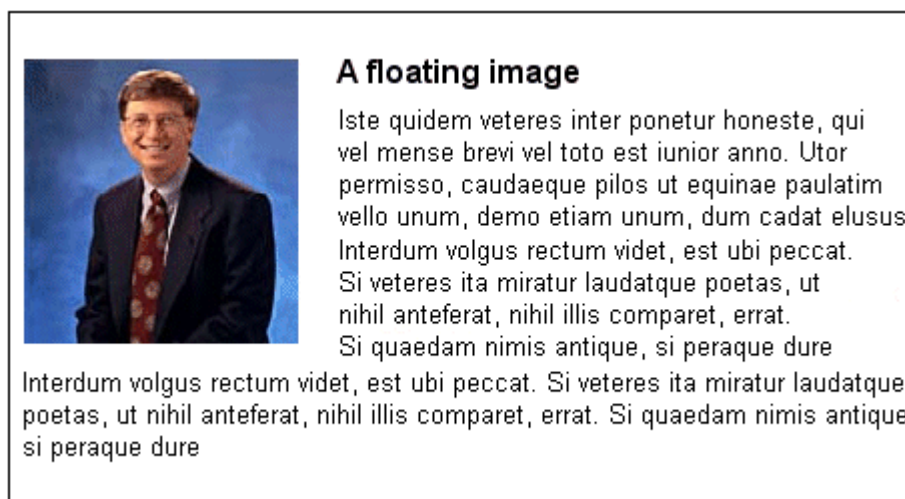 A floating image
Iste quidem veteres inter ponetur honeste, qui
vel mense brevi vel toto est iunior anno. Utor
permisso, caudaeque pilos ut equinae paulatim
vello unum, demo etiam unum, dum cadat elusus
Interdum volgus rectum videt, est ubi peccat.
Si veteres ita miratur laudatque poetas, ut
nihil anteferat, nihil illis comparet, errat.
Si quaedam nimis antique, si peraque dure
Interdum volgus rectum videt, est ubi peccat. Si veteres ita miratur laudatque
poetas, ut nihil anteferat, nihil illis comparet, errat. Si quaedam nimis antique
si peraque dure